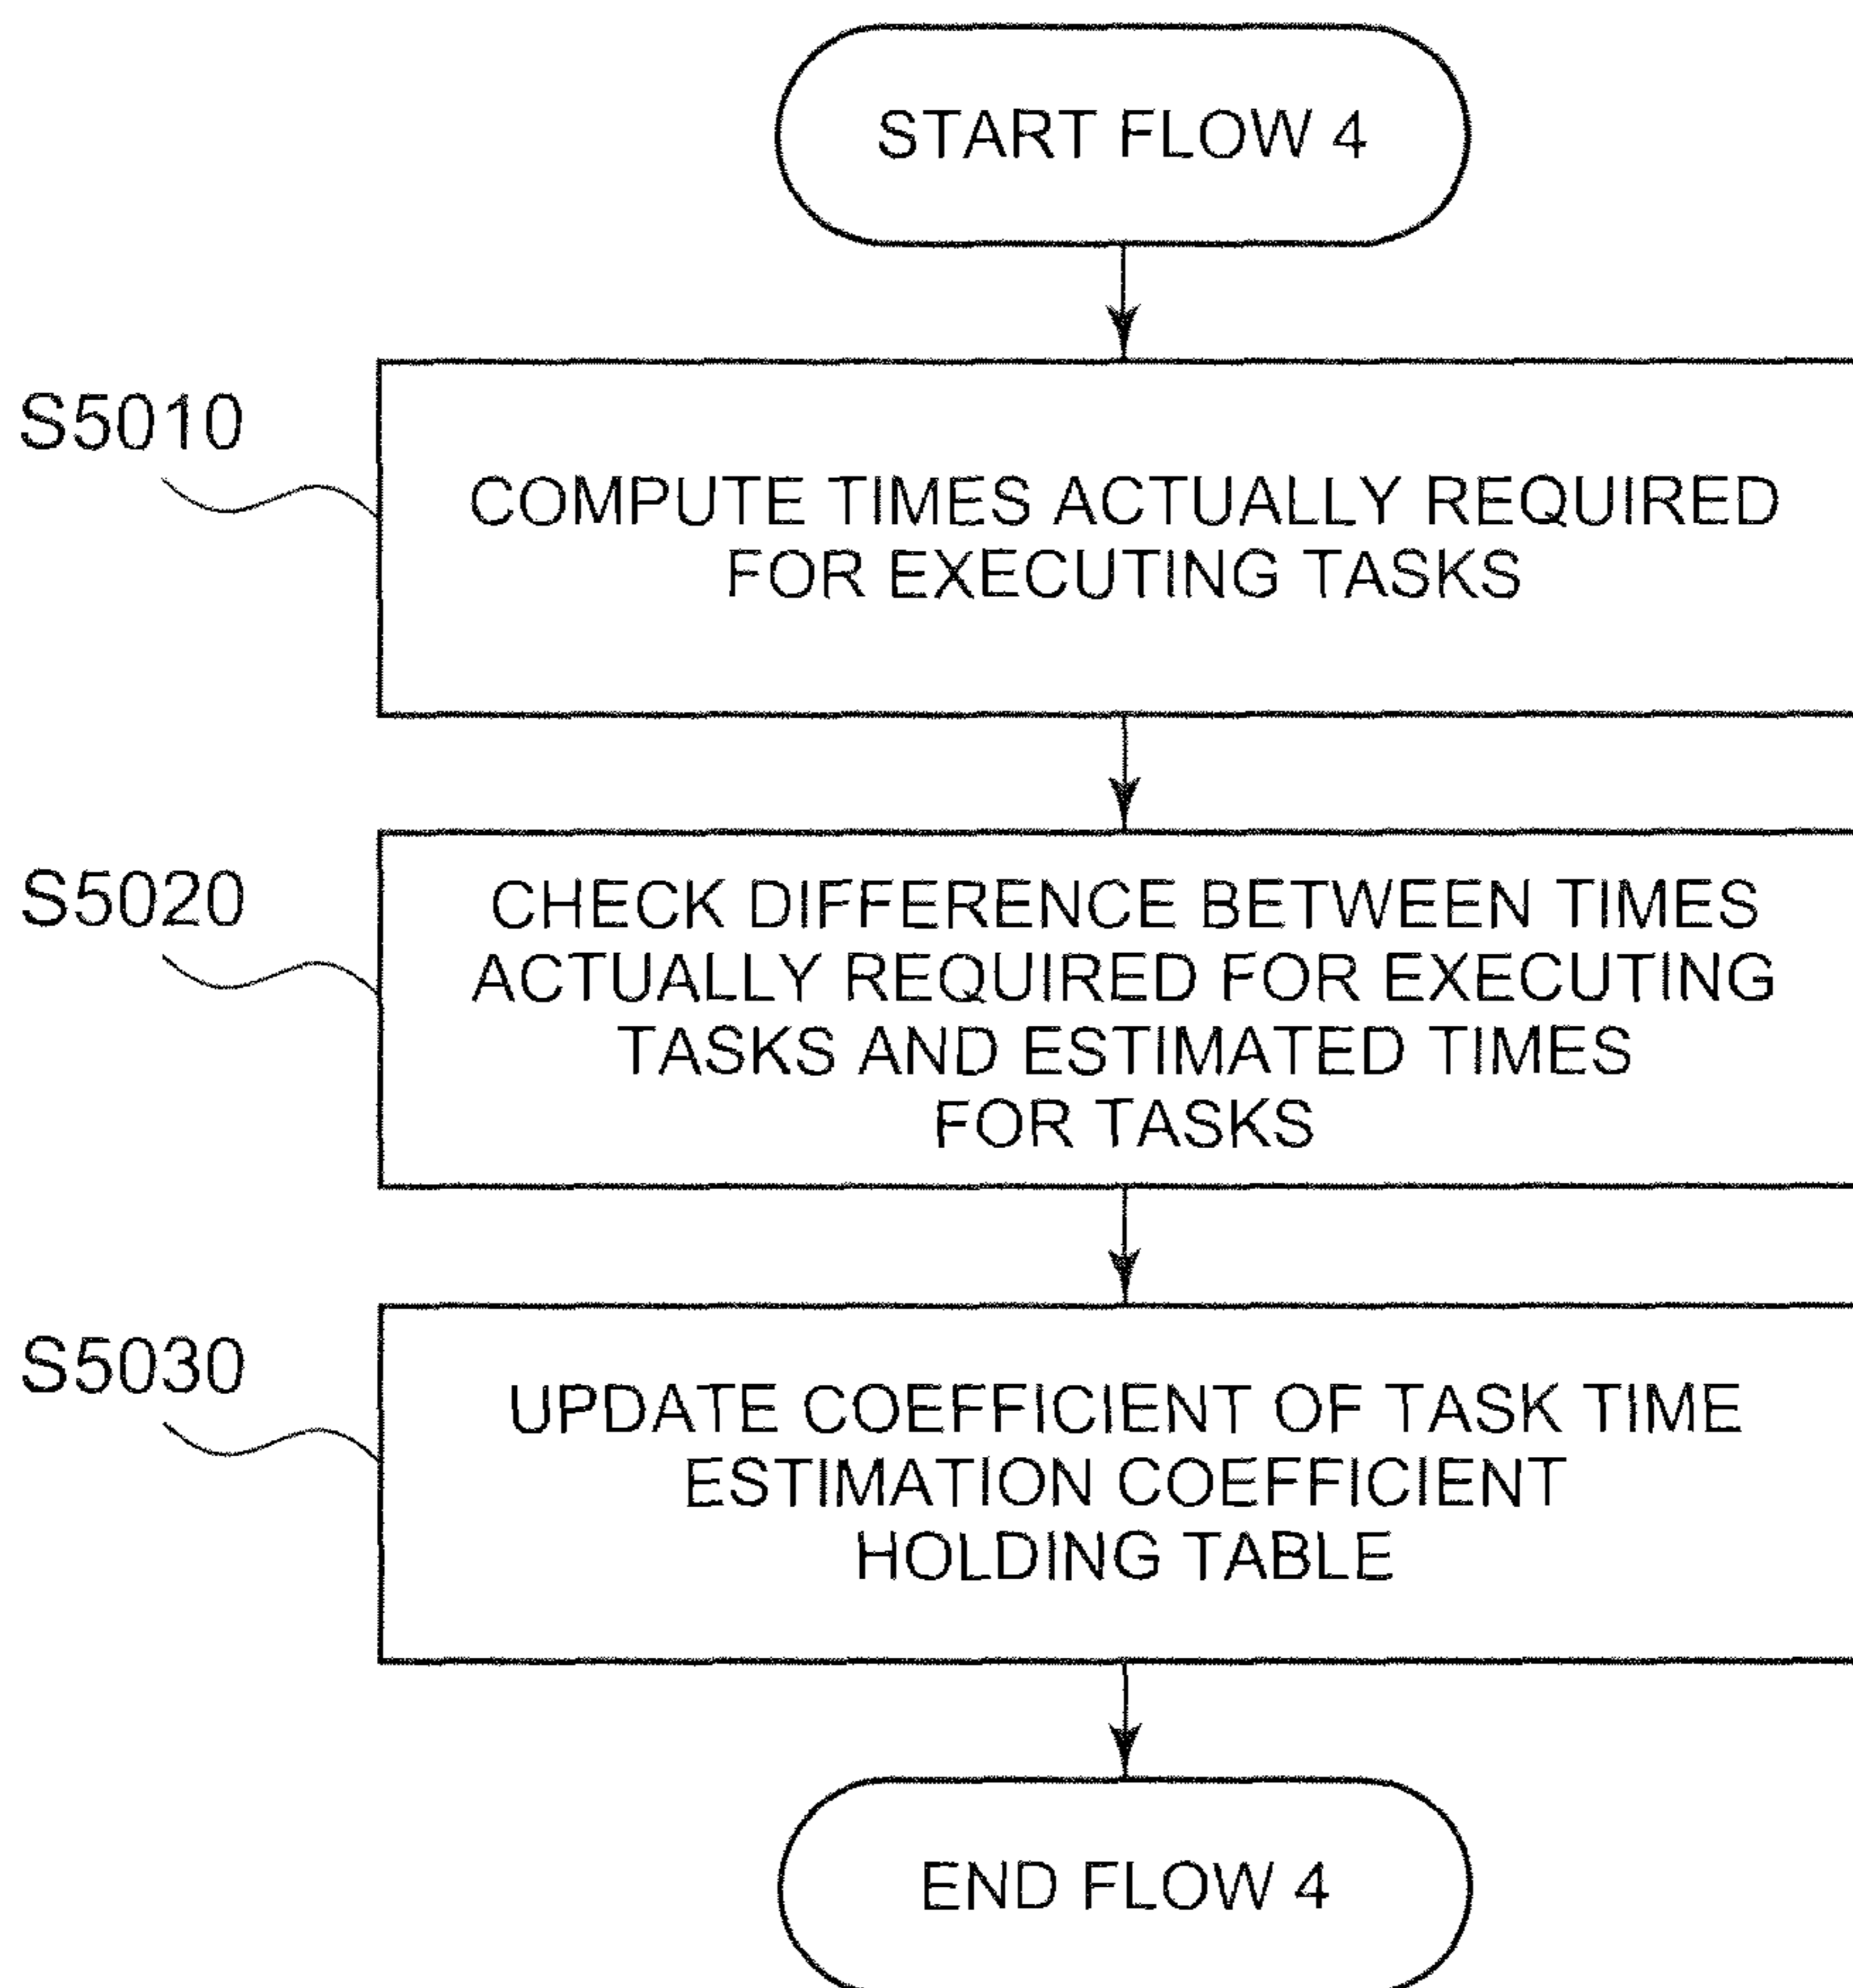 START FLOW 4
S5010
COMPUTE TIMES ACTUALLY REQUIRED
FOR EXECUTING TASKS
S5020
CHECK DIFFERENCE BETWEEN TIMES
ACTUALLY REQUIRED FOR EXECUTING
TASKS AND ESTIMATED TIMES
FOR TASKS
S5030
UPDATE COEFFICIENT OF TASK TIME
ESTIMATION COEFFICIENT
HOLDING TABLE
END FLOW 4